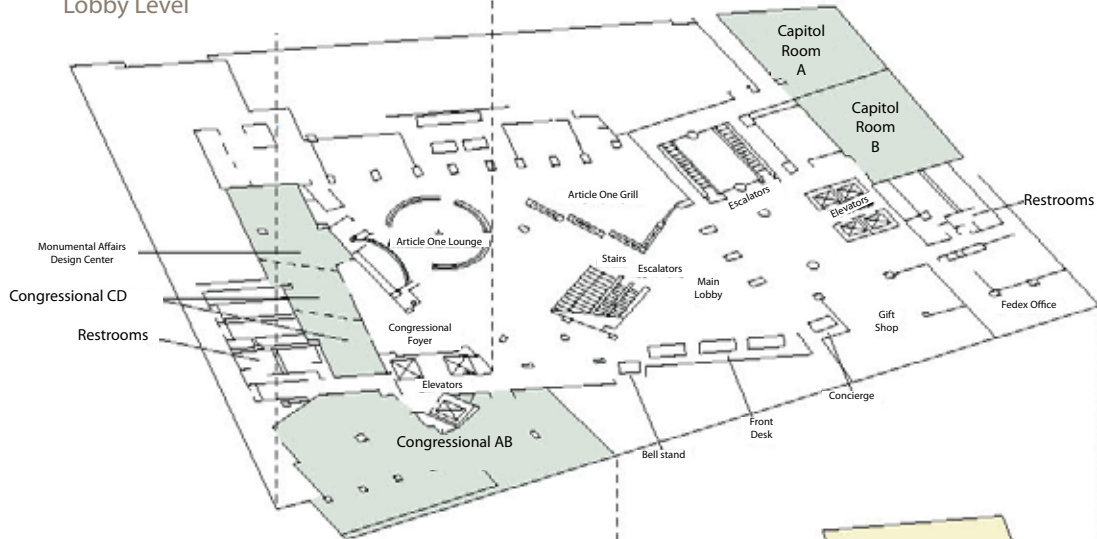 Lobby Level
Capitol
Room
A
Capitol
Room
B
Article One Grill
Escalators
Elevators
Restrooms
Monumental Affairs
Design Center
Article One Lounge
Stairs
Escalators
Main
Lobby
Congressional CD
Restrooms
Congressional
Foyer
Gift
Shop
Fedex Office
Elevators
Concierge
Front
Desk
Congressional AB
Bell stand